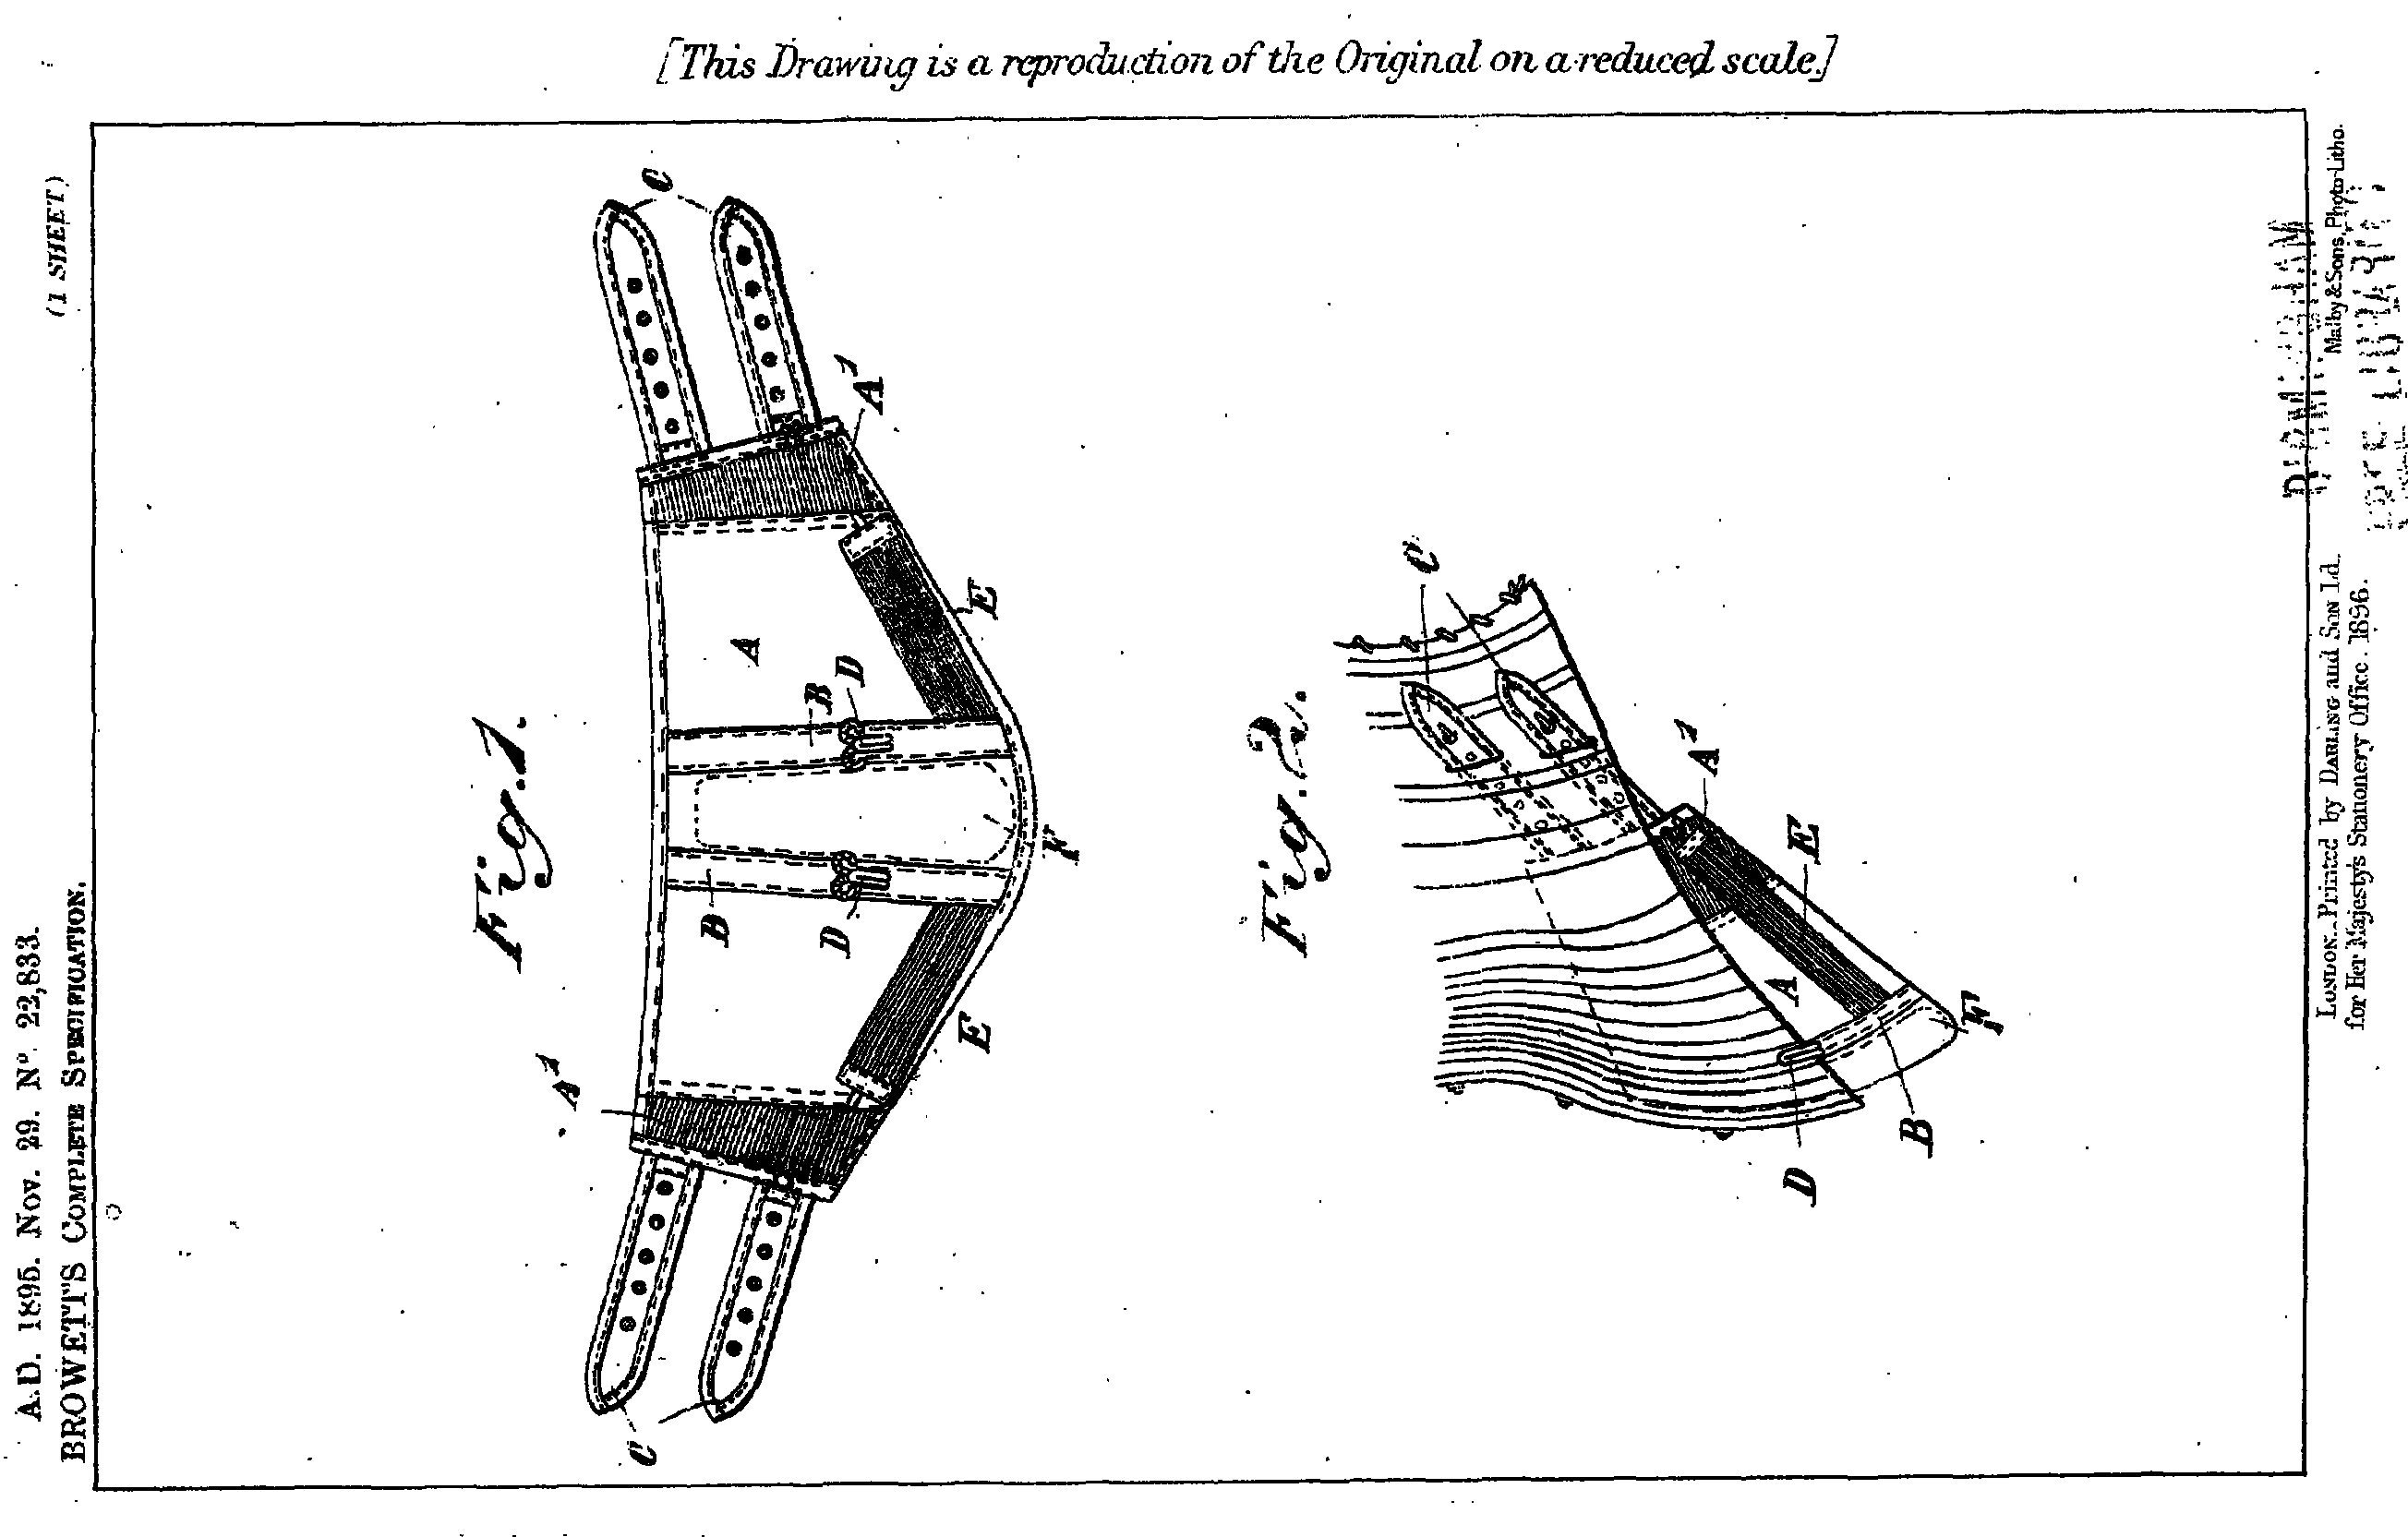 [This Drawing is a reproduction of the Original on a reduced scale.]
A.D. 1895. Nov. 29. No. 22,833.
BROWETT'S COMPLETE SPECIFICATION.
(1 SHEET)
Fig. 1.
C
C
A¹
A¹
A
B
B
D
D
E
E
F
Fig. 2.
C
A¹
E
A
F
B
D
Malby & Sons, Photo-Litho.
LONDON. Printed by DARLING and SON Ld.
for Her Majesty's Stationery Office. 1896.